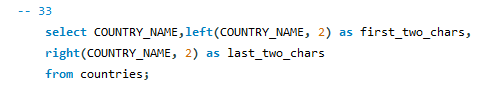 -- 33
select COUNTRY_NAME,left(COUNTRY_NAME, 2) as first_two_chars,
right(COUNTRY_NAME, 2) as last_two_chars
from countries;